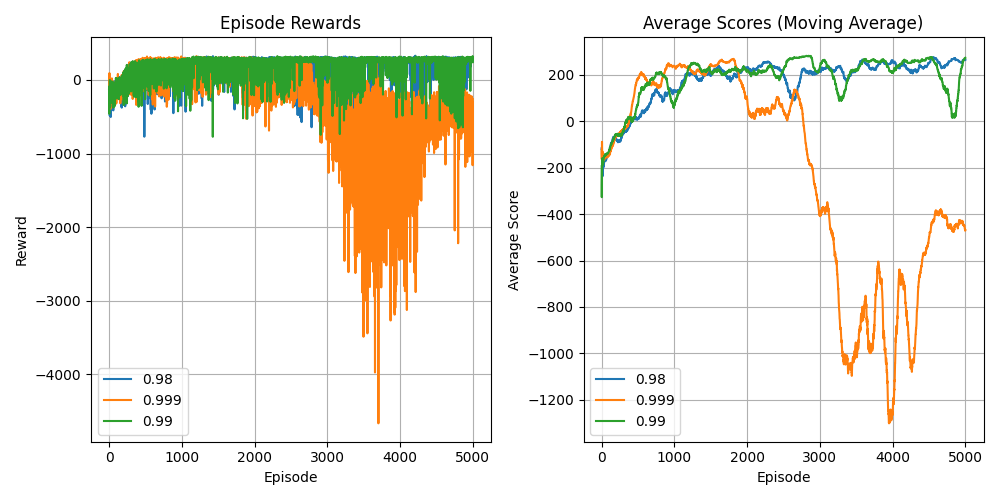 Episode Rewards
Reward
0
−1000
−2000
−3000
−4000
0 1000 2000 3000 4000 5000
Episode
0.98
0.999
0.99
Average Scores (Moving Average)
Average Score
200
0
−200
−400
−600
−800
−1000
−1200
0 1000 2000 3000 4000 5000
Episode
0.98
0.999
0.99